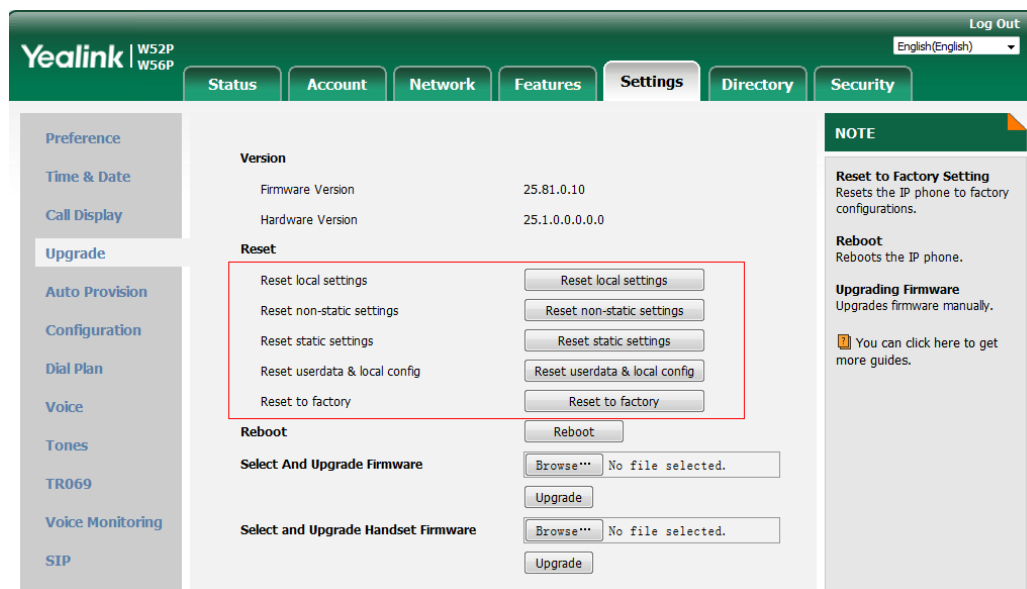 Log Out
Yealink | W52P
W56P
English(English)
Status Account Network Features Settings Directory Security
Preference
Time & Date
Call Display
Upgrade
Auto Provision
Configuration
Dial Plan
Voice
Tones
TR069
Voice Monitoring
SIP
Version
Firmware Version 25.81.0.10
Hardware Version 25.1.0.0.0.0.0
Reset
Reset local settings Reset local settings
Reset non-static settings Reset non-static settings
Reset static settings Reset static settings
Reset userdata & local config Reset userdata & local config
Reset to factory Reset to factory
Reboot Reboot
Select And Upgrade Firmware Browse··· No file selected.
Upgrade
Select and Upgrade Handset Firmware Browse··· No file selected.
Upgrade
NOTE
Reset to Factory Setting
Resets the IP phone to factory
configurations.
Reboot
Reboots the IP phone.
Upgrading Firmware
Upgrades firmware manually.
? You can click here to get
more guides.